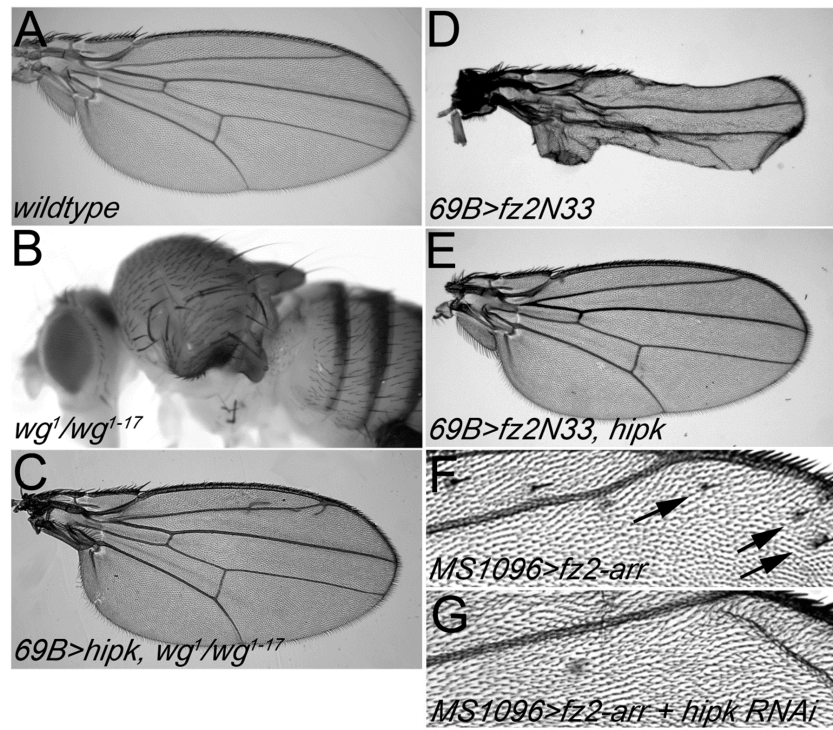 A
wildtype
B
wg1/wg1-17
C
69B>hipk, wg1/wg1-17
D
69B>fz2N33
E
69B>fz2N33, hipk
F
MS1096>fz2-arr
G
MS1096>fz2-arr + hipk RNAi